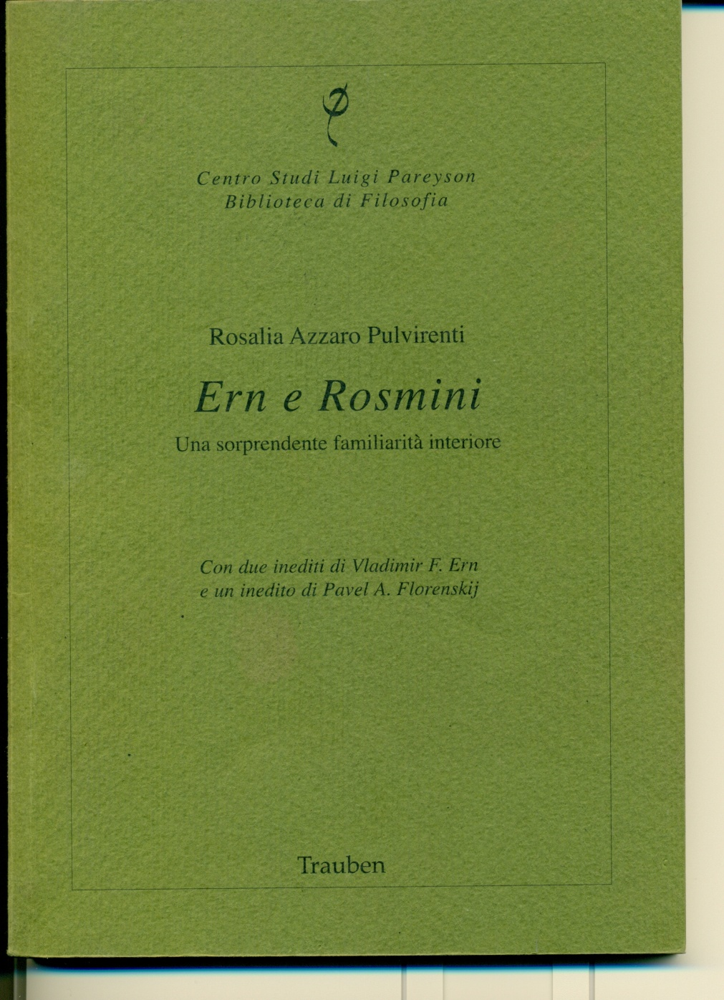 Centro Studi Luigi Pareyson
Biblioteca di Filosofia
Rosalia Azzaro Pulvirenti
Ern e Rosmini
Una sorprendente familiarità interiore
Con due inediti di Vladimir F. Ern
e un inedito di Pavel A. Florenskij
Trauben